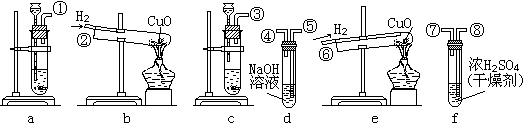 ① H₂ ② CuO ③ ④ ⑤ H₂ ⑥ CuO ⑦ ⑧
NaOH
溶液
浓H₂SO₄
(干燥剂)
a b c d e f